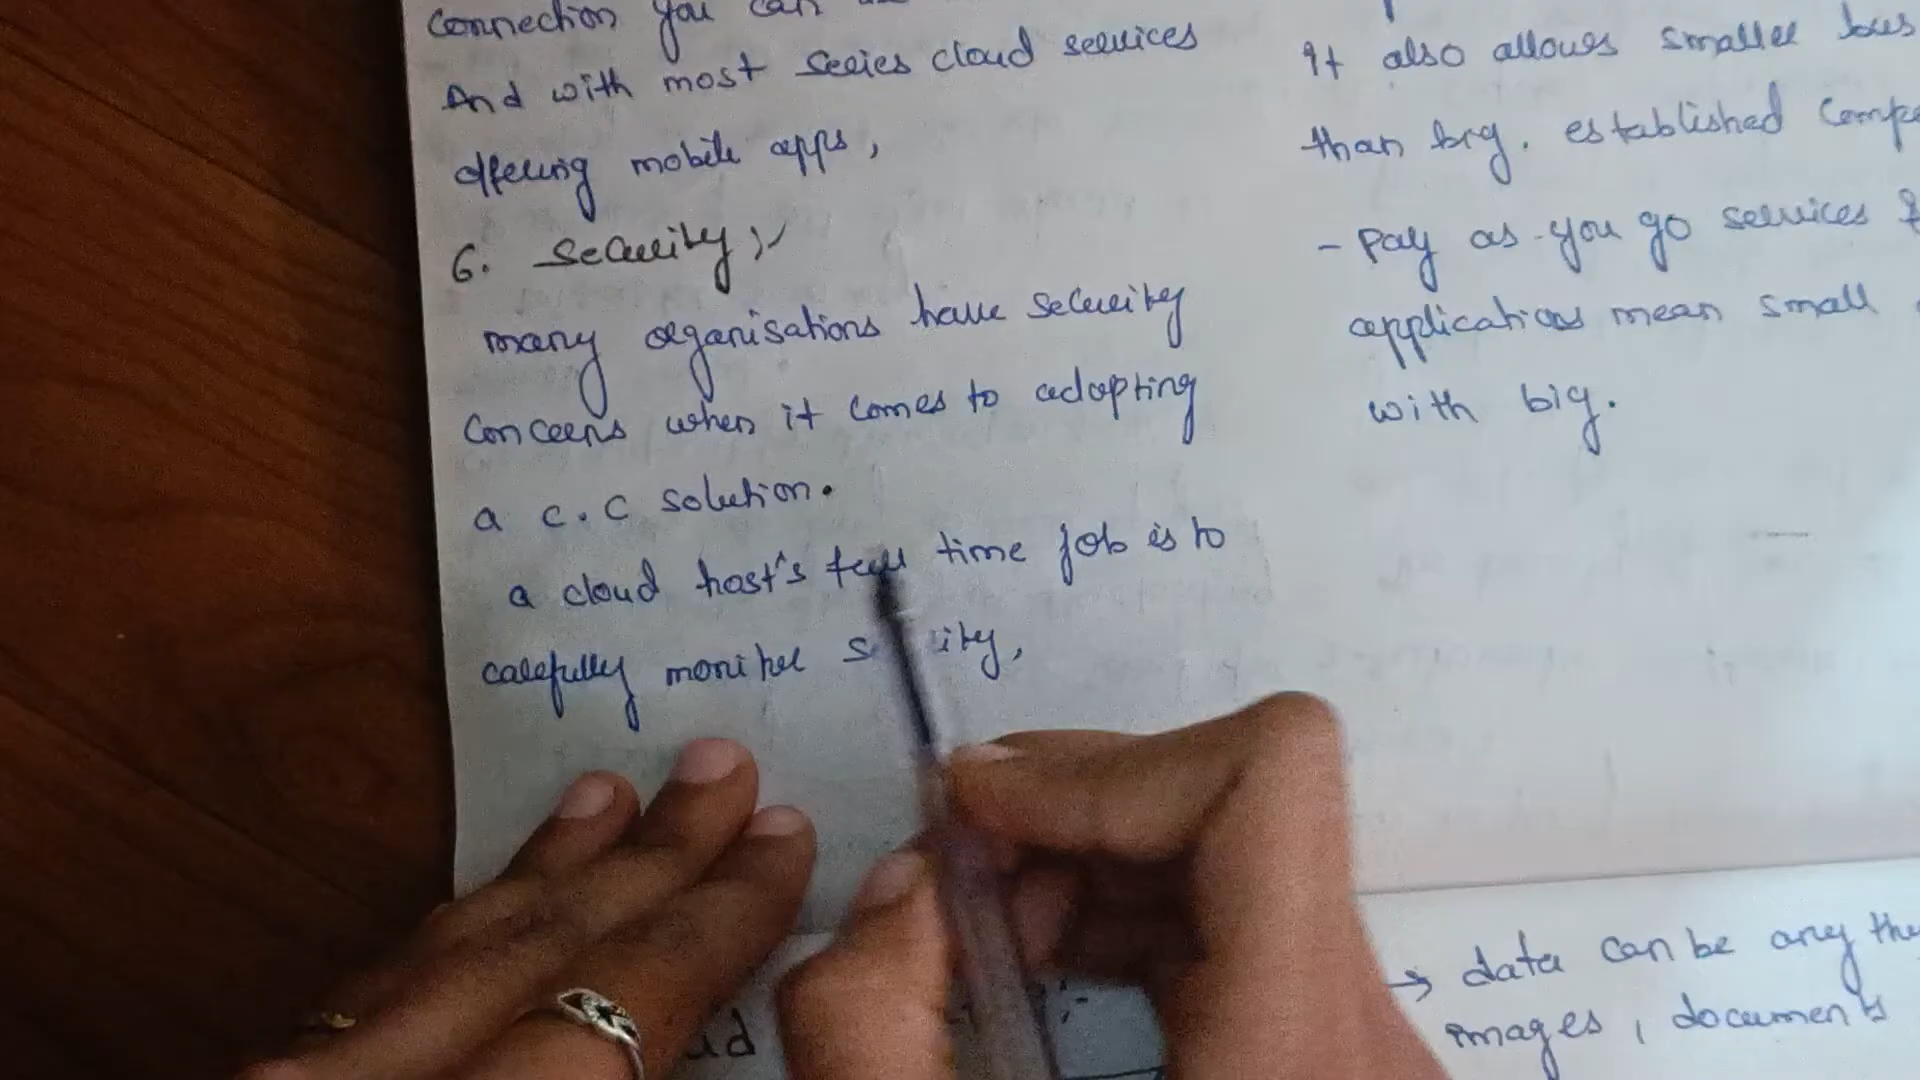 Connection you can
And with most series cloud services
offering mobile apps,
6. Security :-
many organisations have security
concerns when it comes to adopting
a c.c solution.
a cloud host's full time job is to
carefully monitor
It also allows smaller
than big. established
- Pay as you go services
applications mean small
with big.
→ data can be any
images, documents